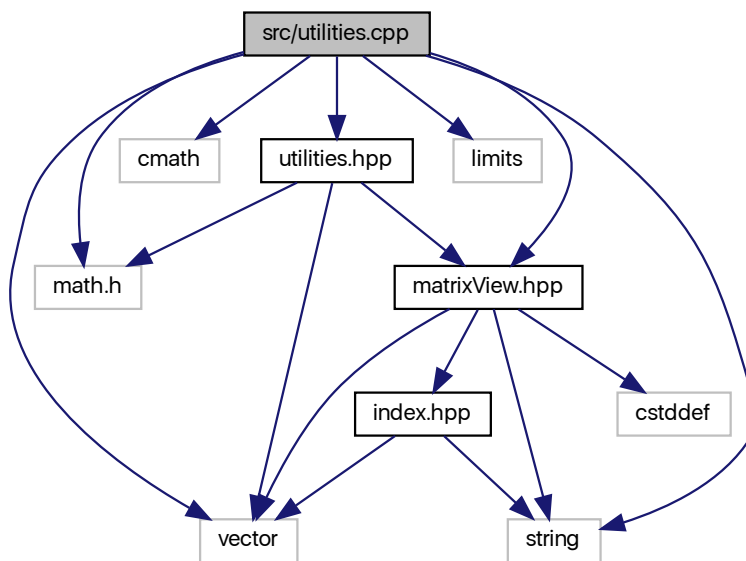 src/utilities.cpp
cmath
utilities.hpp
limits
math.h
matrixView.hpp
index.hpp
cstddef
vector
string